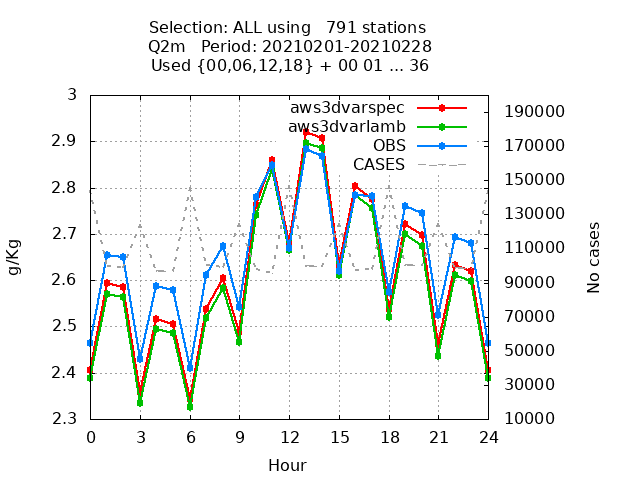 Selection: ALL using   791 stations
Q2m   Period: 20210201-20210228
Used {00,06,12,18} + 00 01 ... 36
aws3dvarspec
aws3dvarlamb
OBS
CASES
3
2.9
2.8
2.7
2.6
2.5
2.4
2.3
g/Kg
190000
170000
150000
130000
110000
90000
70000
50000
30000
10000
No cases
0 3 6 9 12 15 18 21 24
Hour